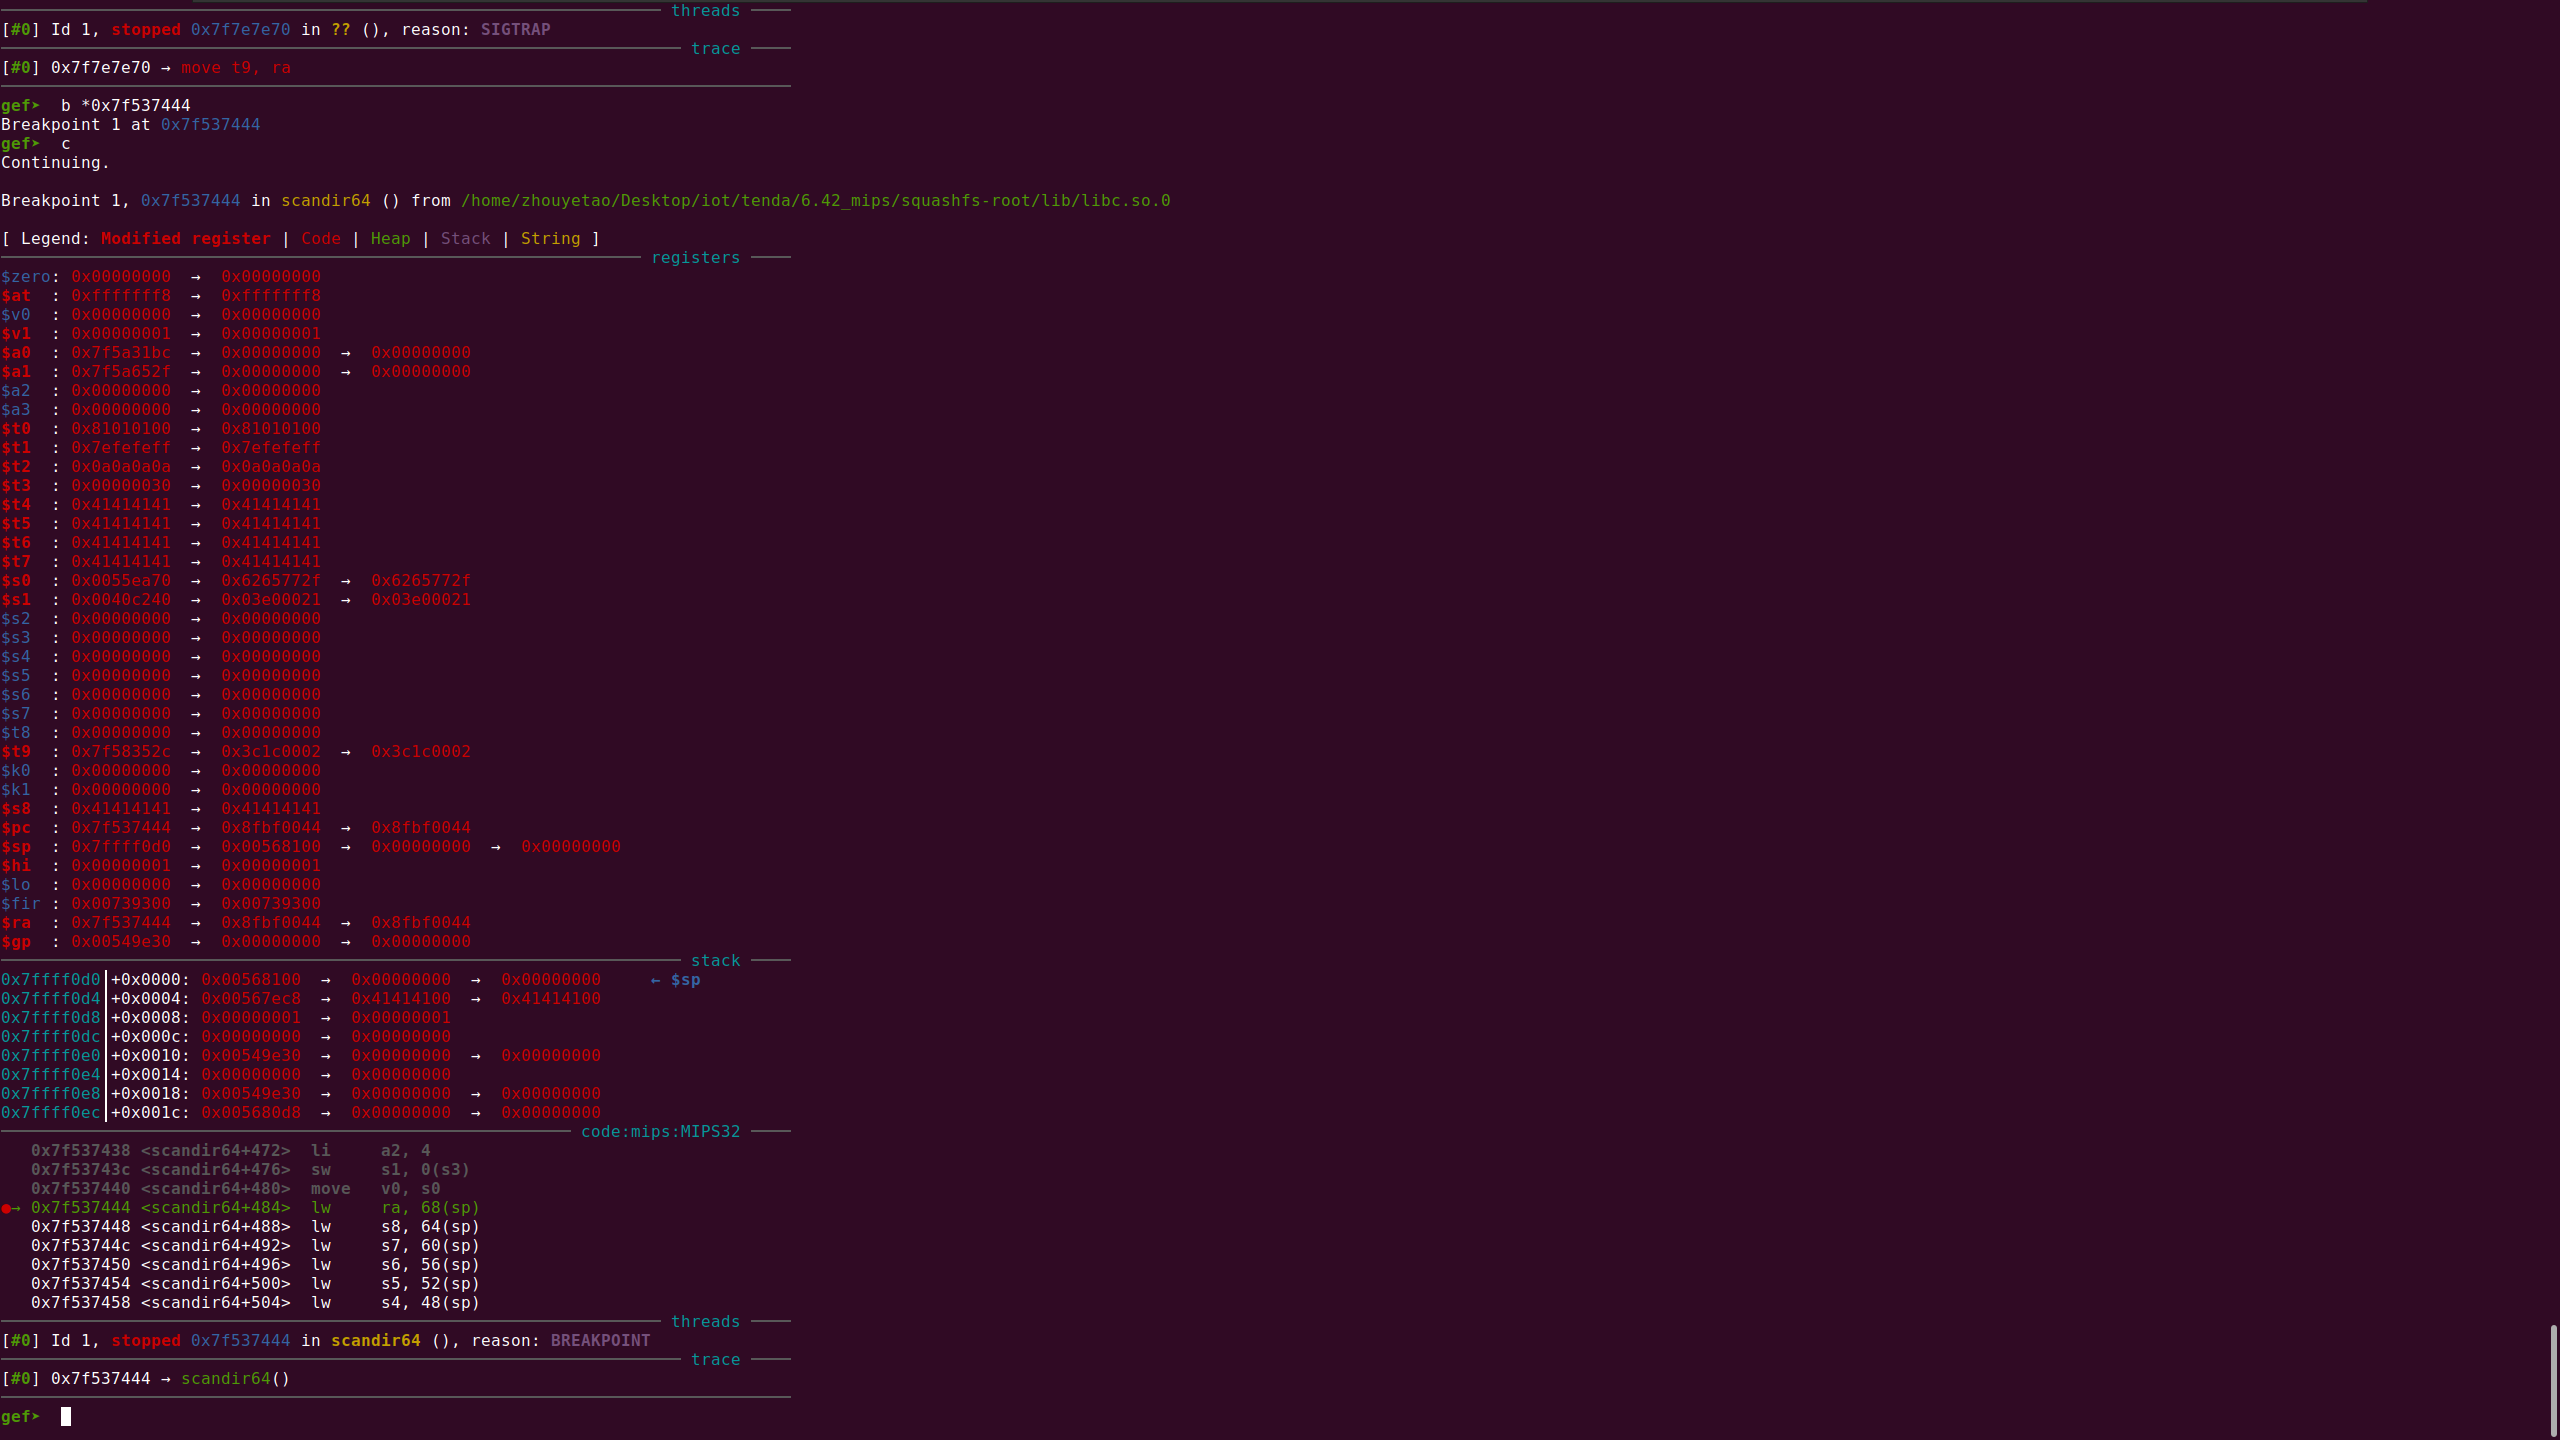 threads
[#0] Id 1, stopped 0x7f7e7e70 in ?? (), reason: SIGTRAP
trace
[#0] 0x7f7e7e70 → move t9, ra
gef➤  b *0x7f537444
Breakpoint 1 at 0x7f537444
gef➤  c
Continuing.
Breakpoint 1, 0x7f537444 in scandir64 () from /home/zhouyetao/Desktop/iot/tenda/6.42_mips/squashfs-root/lib/libc.so.0
[ Legend: Modified register | Code | Heap | Stack | String ]
registers
$zero: 0x00000000  →  0x00000000
$at  : 0xfffffff8  →  0xfffffff8
$v0  : 0x00000000  →  0x00000000
$v1  : 0x00000001  →  0x00000001
$a0  : 0x7f5a31bc  →  0x00000000  →  0x00000000
$a1  : 0x7f5a652f  →  0x00000000  →  0x00000000
$a2  : 0x00000000  →  0x00000000
$a3  : 0x00000000  →  0x00000000
$t0  : 0x81010100  →  0x81010100
$t1  : 0x7efefeff  →  0x7efefeff
$t2  : 0x0a0a0a0a  →  0x0a0a0a0a
$t3  : 0x00000030  →  0x00000030
$t4  : 0x41414141  →  0x41414141
$t5  : 0x41414141  →  0x41414141
$t6  : 0x41414141  →  0x41414141
$t7  : 0x41414141  →  0x41414141
$s0  : 0x0055ea70  →  0x6265772f  →  0x6265772f
$s1  : 0x0040c240  →  0x03e00021  →  0x03e00021
$s2  : 0x00000000  →  0x00000000
$s3  : 0x00000000  →  0x00000000
$s4  : 0x00000000  →  0x00000000
$s5  : 0x00000000  →  0x00000000
$s6  : 0x00000000  →  0x00000000
$s7  : 0x00000000  →  0x00000000
$t8  : 0x00000000  →  0x00000000
$t9  : 0x7f58352c  →  0x3c1c0002  →  0x3c1c0002
$k0  : 0x00000000  →  0x00000000
$k1  : 0x00000000  →  0x00000000
$s8  : 0x41414141  →  0x41414141
$pc  : 0x7f537444  →  0x8fbf0044  →  0x8fbf0044
$sp  : 0x7ffff0d0  →  0x00568100  →  0x00000000  →  0x00000000
$hi  : 0x00000001  →  0x00000001
$lo  : 0x00000000  →  0x00000000
$fir : 0x00739300  →  0x00739300
$ra  : 0x7f537444  →  0x8fbf0044  →  0x8fbf0044
$gp  : 0x00549e30  →  0x00000000  →  0x00000000
stack
0x7ffff0d0│+0x0000: 0x00568100  →  0x00000000  →  0x00000000     ← $sp
0x7ffff0d4│+0x0004: 0x00567ec8  →  0x41414100  →  0x41414100
0x7ffff0d8│+0x0008: 0x00000001  →  0x00000001
0x7ffff0dc│+0x000c: 0x00000000  →  0x00000000
0x7ffff0e0│+0x0010: 0x00549e30  →  0x00000000  →  0x00000000
0x7ffff0e4│+0x0014: 0x00000000  →  0x00000000
0x7ffff0e8│+0x0018: 0x00549e30  →  0x00000000  →  0x00000000
0x7ffff0ec│+0x001c: 0x005680d8  →  0x00000000  →  0x00000000
code:mips:MIPS32
0x7f537438 <scandir64+472>  li     a2, 4
0x7f53743c <scandir64+476>  sw     s1, 0(s3)
0x7f537440 <scandir64+480>  move   v0, s0
●→ 0x7f537444 <scandir64+484>  lw     ra, 68(sp)
0x7f537448 <scandir64+488>  lw     s8, 64(sp)
0x7f53744c <scandir64+492>  lw     s7, 60(sp)
0x7f537450 <scandir64+496>  lw     s6, 56(sp)
0x7f537454 <scandir64+500>  lw     s5, 52(sp)
0x7f537458 <scandir64+504>  lw     s4, 48(sp)
threads
[#0] Id 1, stopped 0x7f537444 in scandir64 (), reason: BREAKPOINT
trace
[#0] 0x7f537444 → scandir64()
gef➤